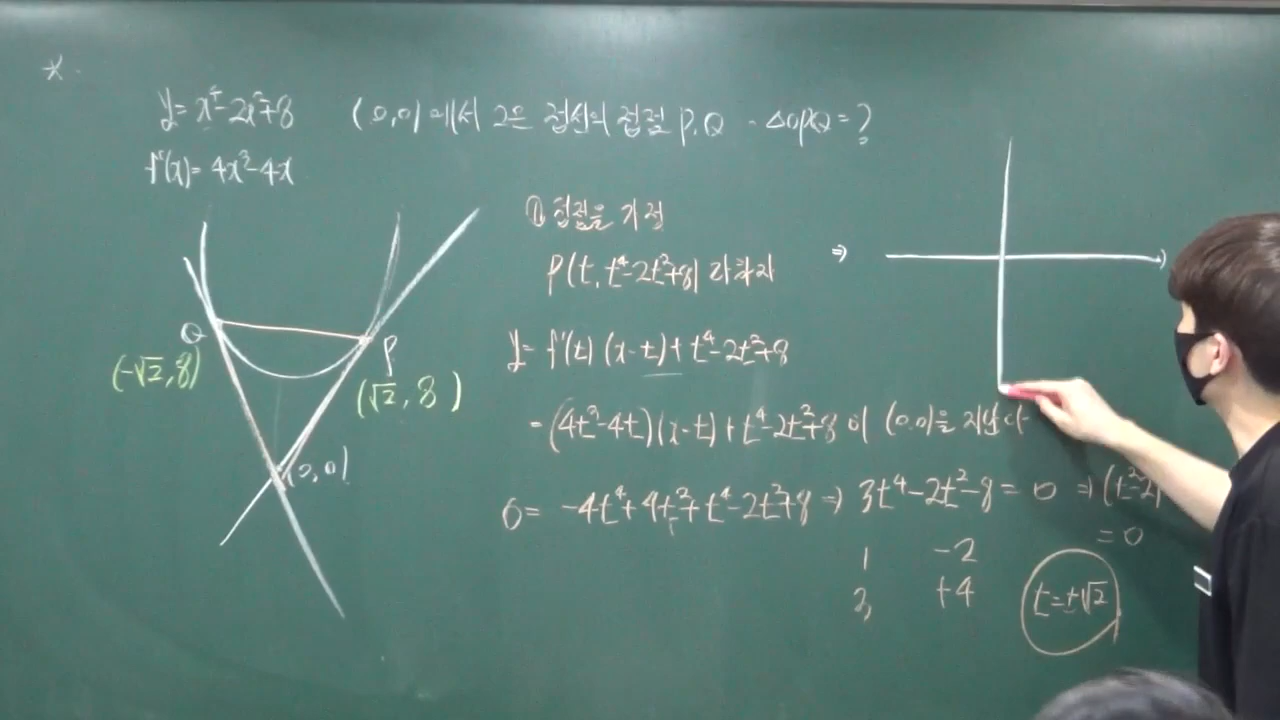 *
y = x⁴-2x²+8 (0,0)에서 그은 접선의 접점 P, Q - △OPQ = ?
f'(x) = 4x³-4x
① 접점을 가정
P(t, t⁴-2t²+8) 라 하자
⇒
y = f'(t)(x-t) + t⁴-2t²+8
= (4t³-4t)(x-t) + t⁴-2t²+8 이 (0,0)을 지난다
0 = -4t⁴+4t²+t⁴-2t²+8 ⇒ 3t⁴-2t²-8 = 0 ⇒ (t²-2)
= 0
1 -2
3 +4
t=±√2
Q
P
(-√2, 8)
(√2, 8)
(0,0)